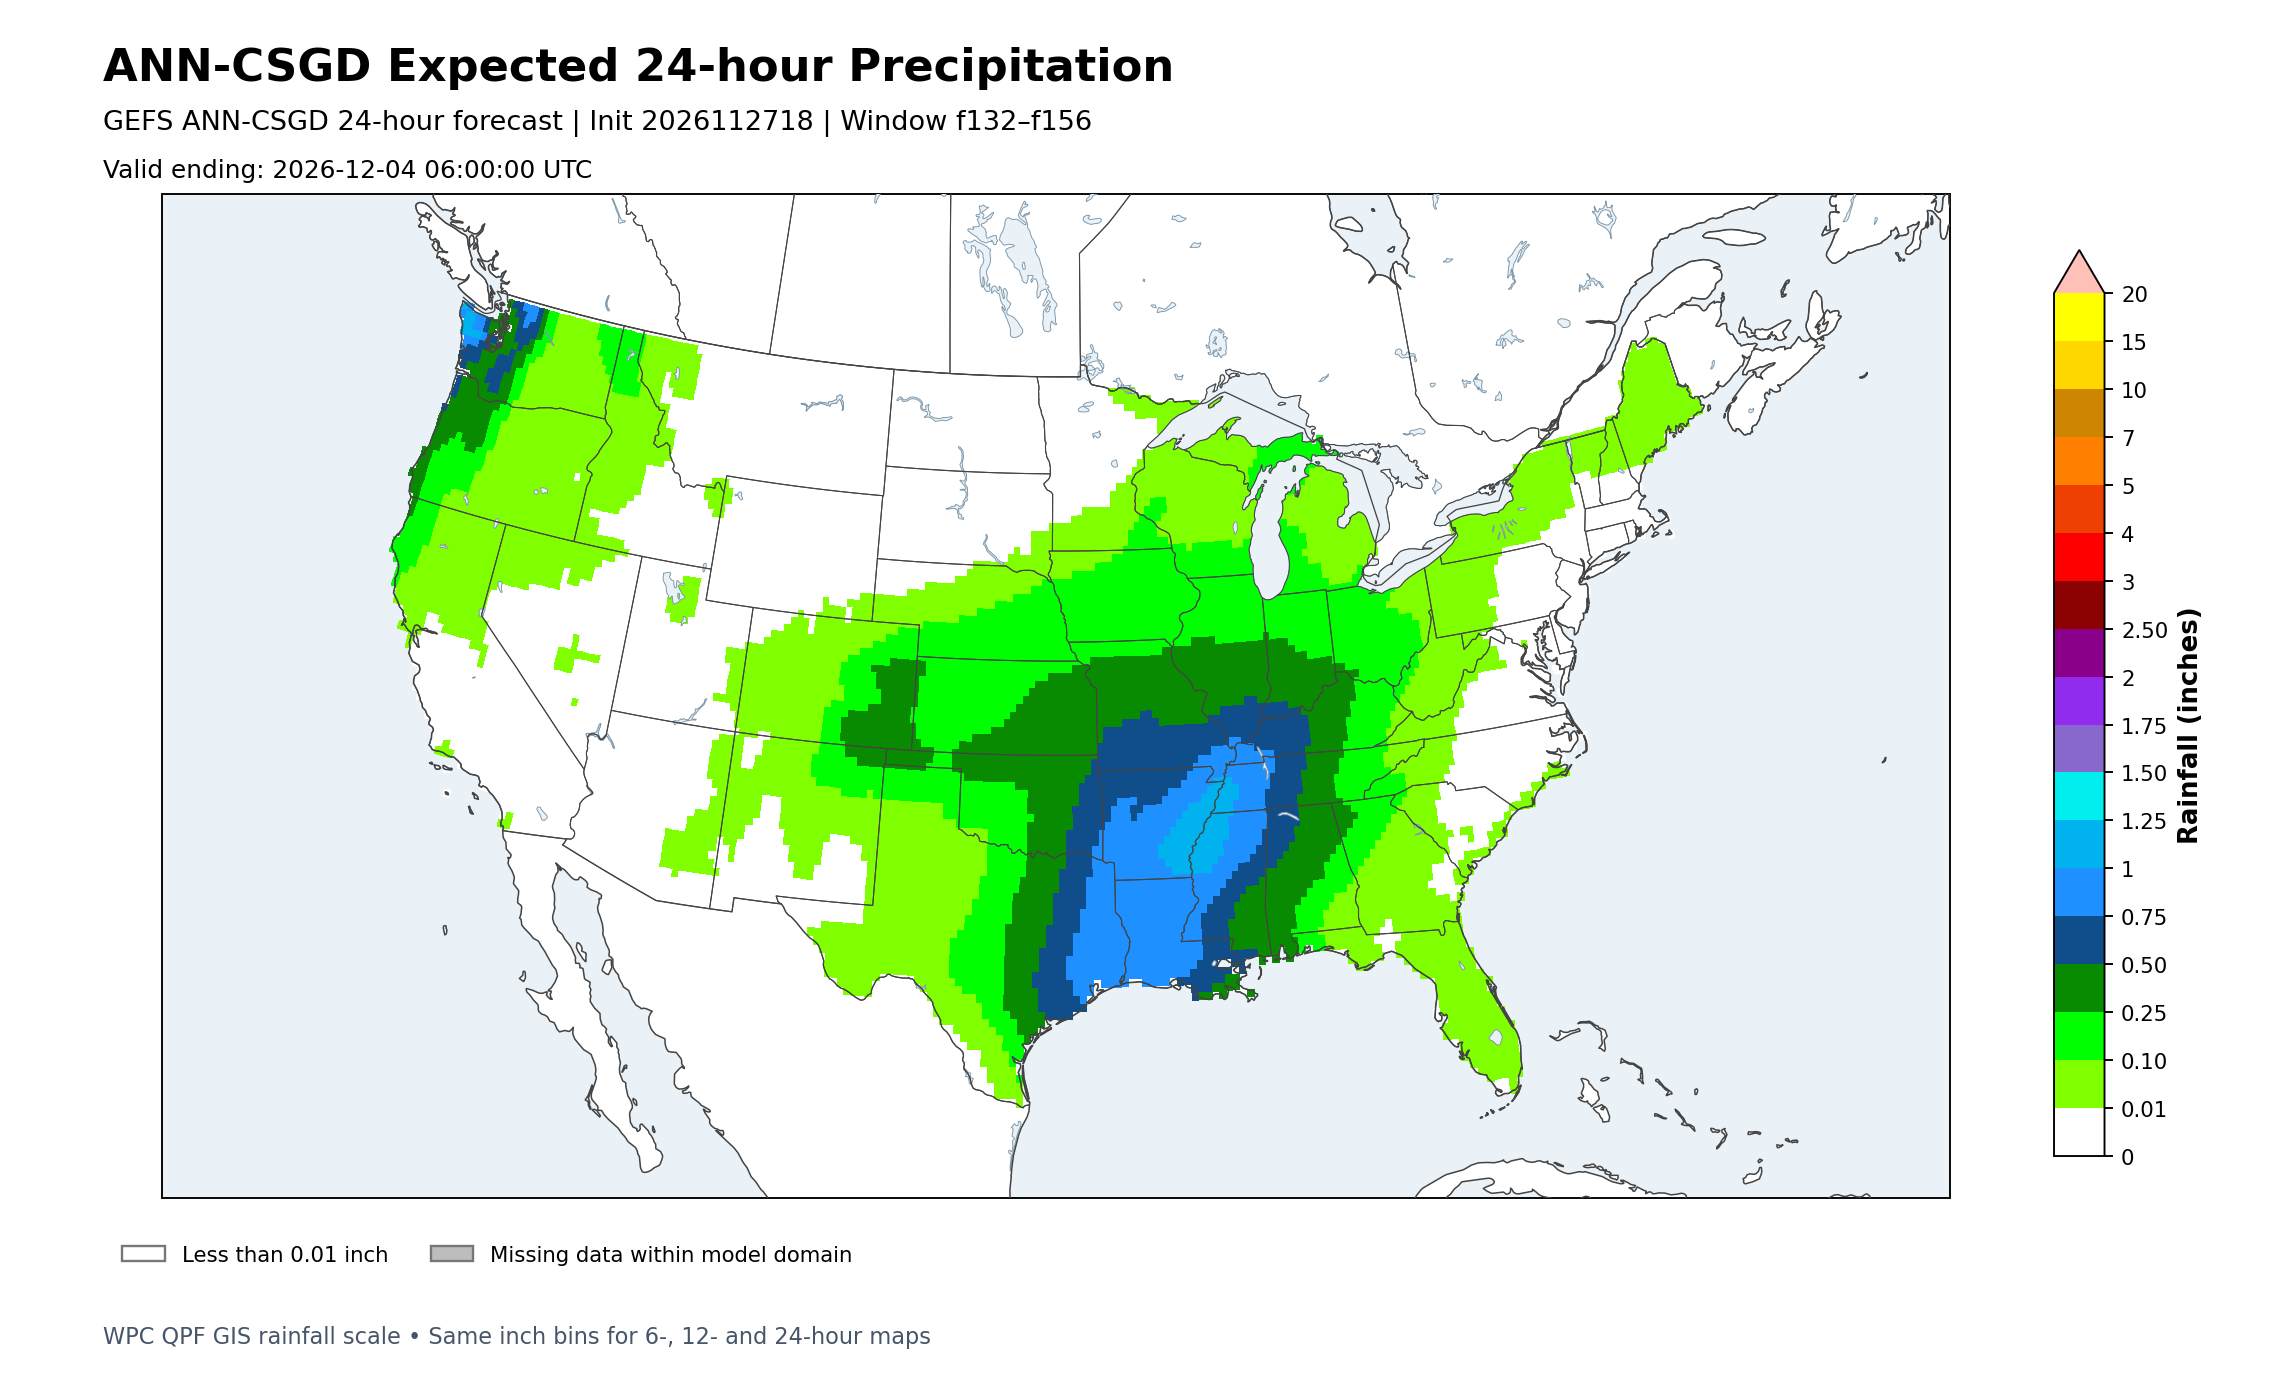 ANN-CSGD Expected 24-hour Precipitation
GEFS ANN-CSGD 24-hour forecast | Init 2026112718 | Window f132–f156
Valid ending: 2026-12-04 06:00:00 UTC
20
15
10
7
5
4
3
2.50
2
1.75
1.50
1.25
1
0.75
0.50
0.25
0.10
0.01
0
Rainfall (inches)
Less than 0.01 inch
Missing data within model domain
WPC QPF GIS rainfall scale • Same inch bins for 6-, 12- and 24-hour maps